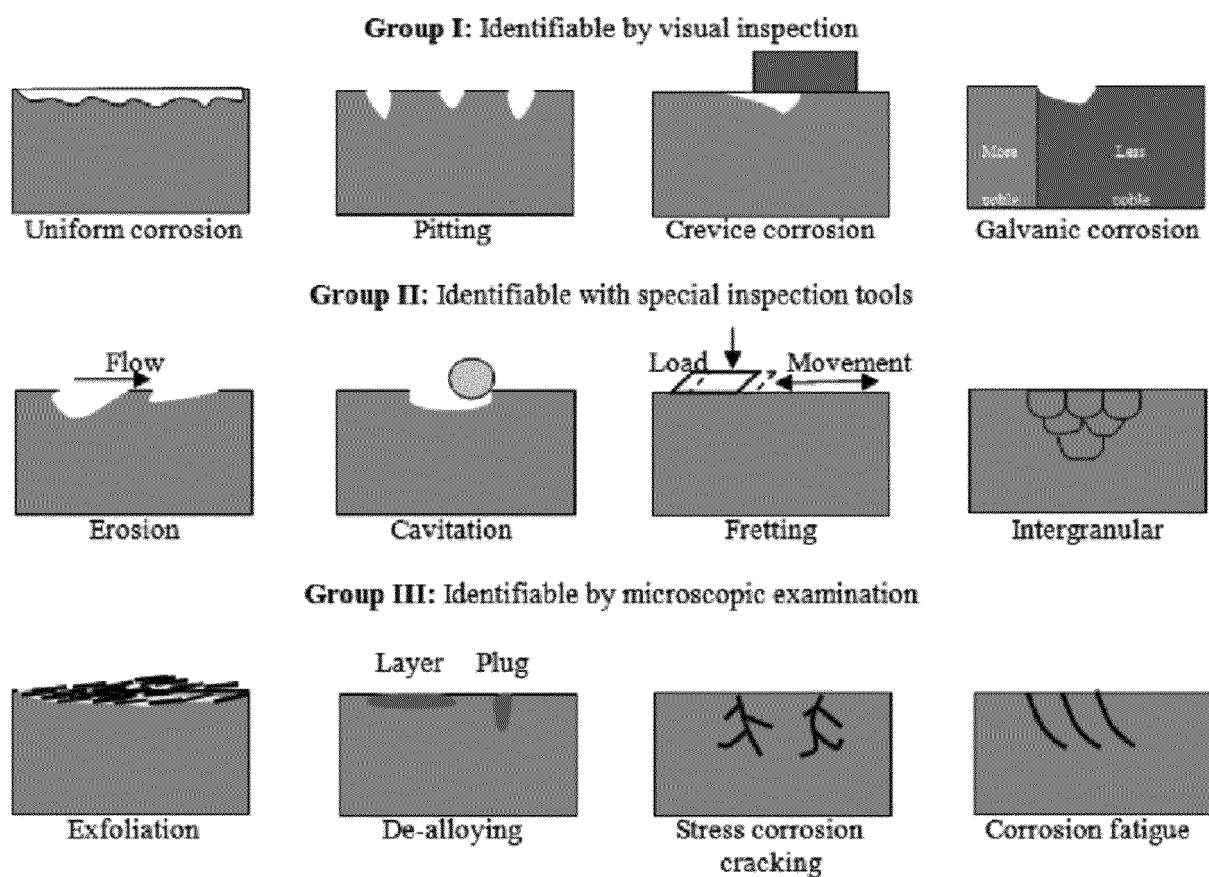 Group I: Identifiable by visual inspection
More
noble
Less
noble
Uniform corrosion
Pitting
Crevice corrosion
Galvanic corrosion
Group II: Identifiable with special inspection tools
Flow
Load
Movement
Erosion
Cavitation
Fretting
Intergranular
Group III: Identifiable by microscopic examination
Layer
Plug
Exfoliation
De-alloying
Stress corrosion
cracking
Corrosion fatigue